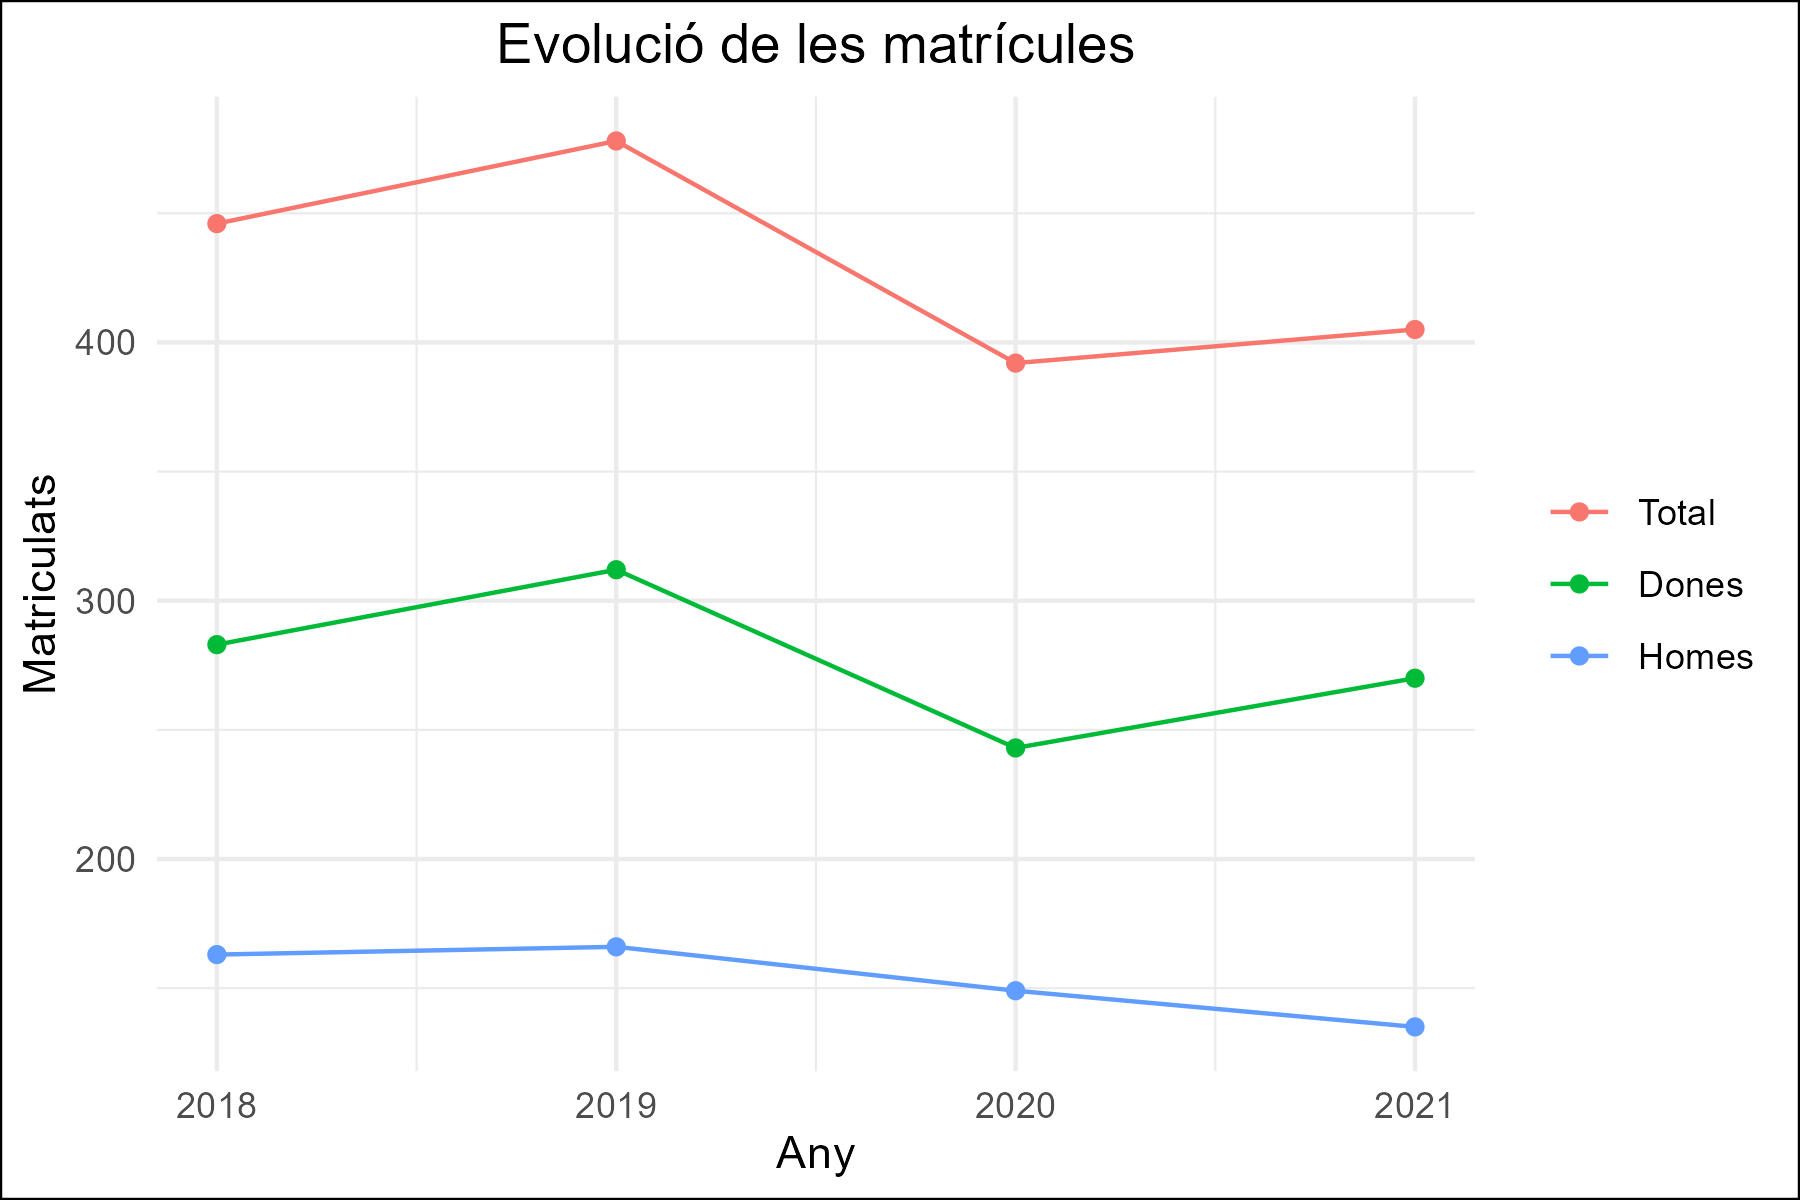 Evolució de les matrícules
Matriculats
400
300
200
2018 2019 2020 2021
Any
Total
Dones
Homes